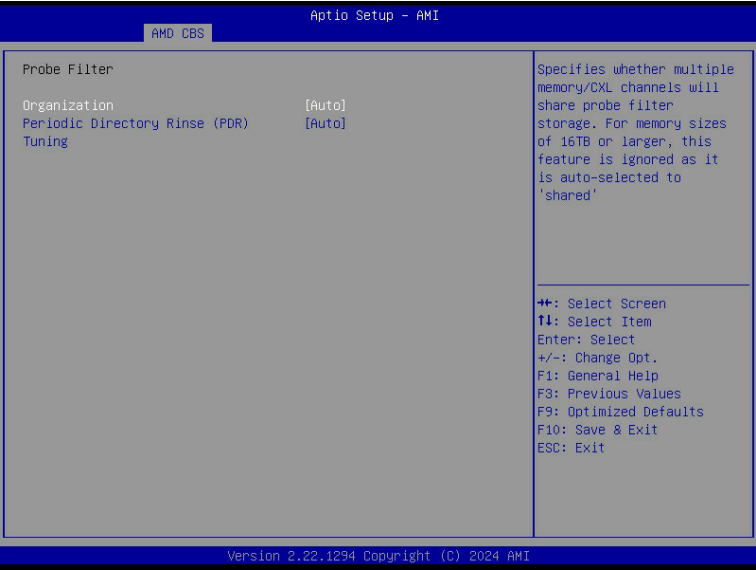 Aptio Setup – AMI
AMD CBS
Probe Filter
Organization [Auto]
Periodic Directory Rinse (PDR) [Auto]
Tuning
Specifies whether multiple
memory/CXL channels will
share probe filter
storage. For memory sizes
of 16TB or larger, this
feature is ignored as it
is auto-selected to
'shared'
→←: Select Screen
↑↓: Select Item
Enter: Select
+/-: Change Opt.
F1: General Help
F3: Previous Values
F9: Optimized Defaults
F10: Save & Exit
ESC: Exit
Version 2.22.1294 Copyright (C) 2024 AMI